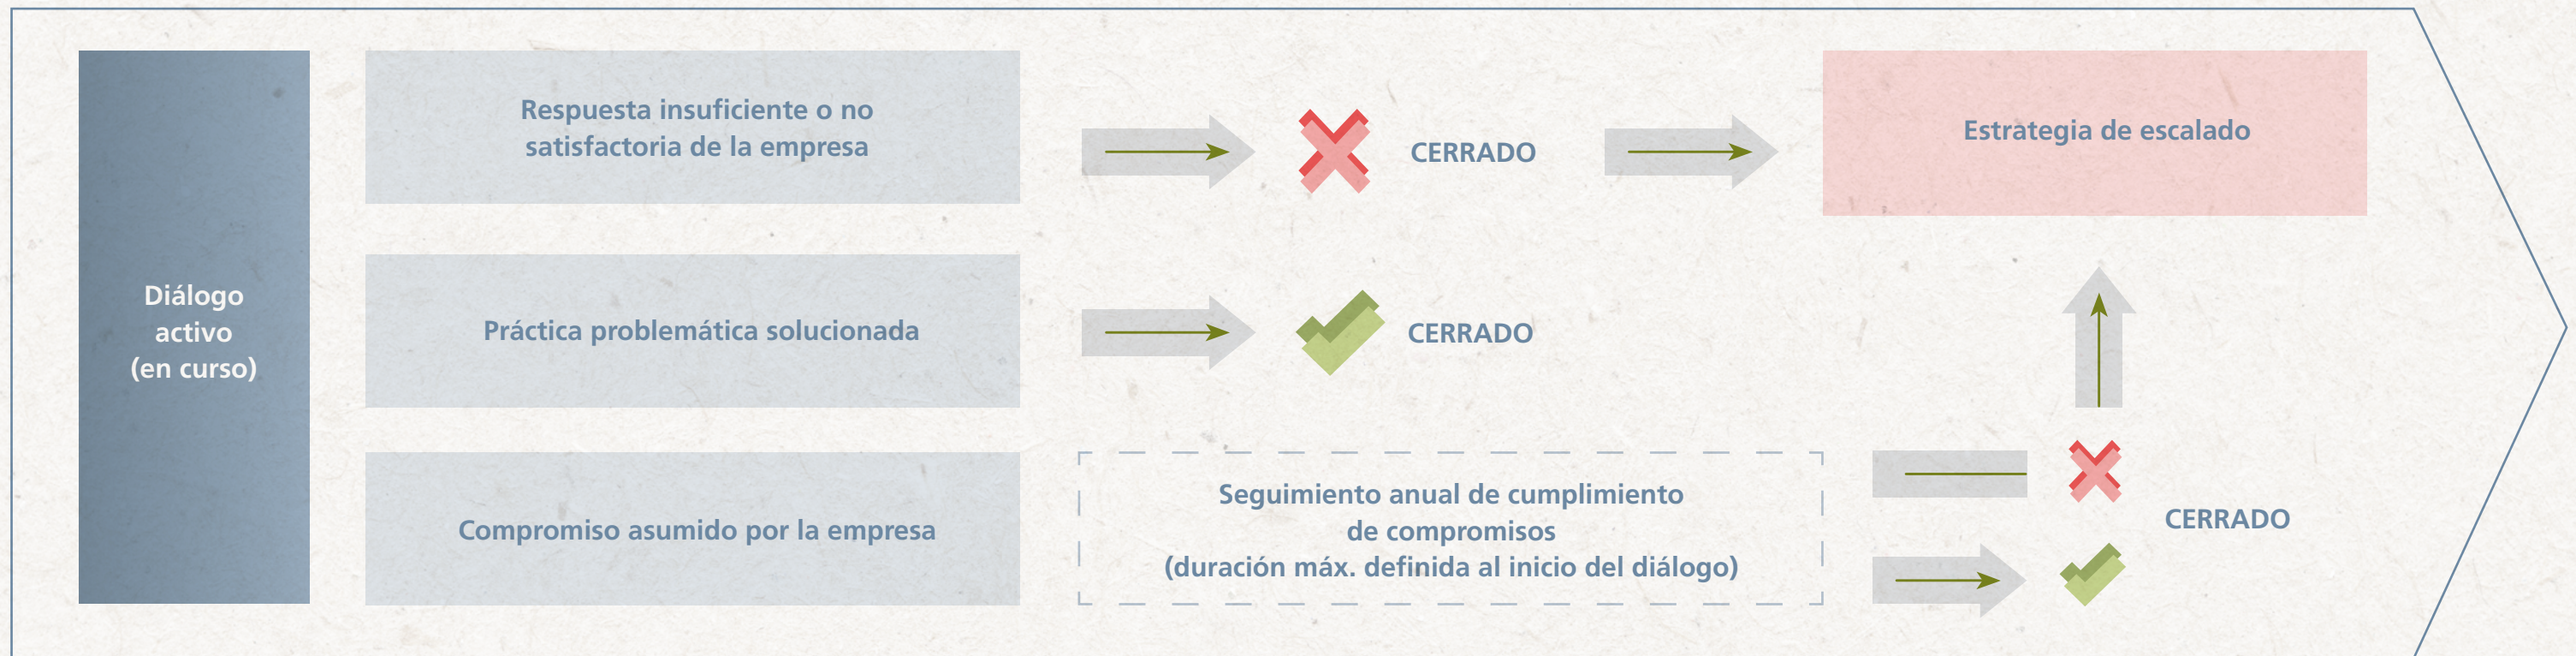 Diálogo
activo
(en curso)
Respuesta insuficiente o no
satisfactoria de la empresa
CERRADO
Estrategia de escalado
Práctica problemática solucionada
CERRADO
Compromiso asumido por la empresa
Seguimiento anual de cumplimiento
de compromisos
(duración máx. definida al inicio del diálogo)
CERRADO